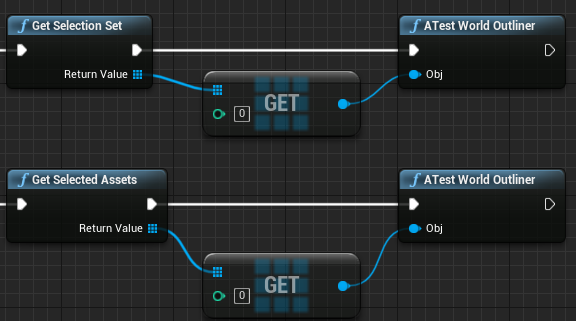 Get Selection Set
ATest World Outliner
Return Value
Obj
GET
0
Get Selected Assets
ATest World Outliner
Return Value
Obj
GET
0